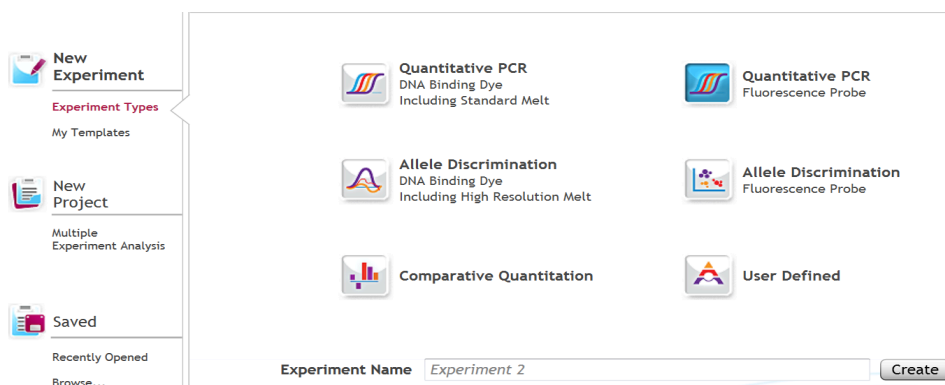 New
Experiment
Experiment Types
My Templates
New
Project
Multiple
Experiment Analysis
Saved
Recently Opened
Browse...
Quantitative PCR
DNA Binding Dye
Including Standard Melt
Quantitative PCR
Fluorescence Probe
Allele Discrimination
DNA Binding Dye
Including High Resolution Melt
Allele Discrimination
Fluorescence Probe
Comparative Quantitation
User Defined
Experiment Name Experiment 2 Create